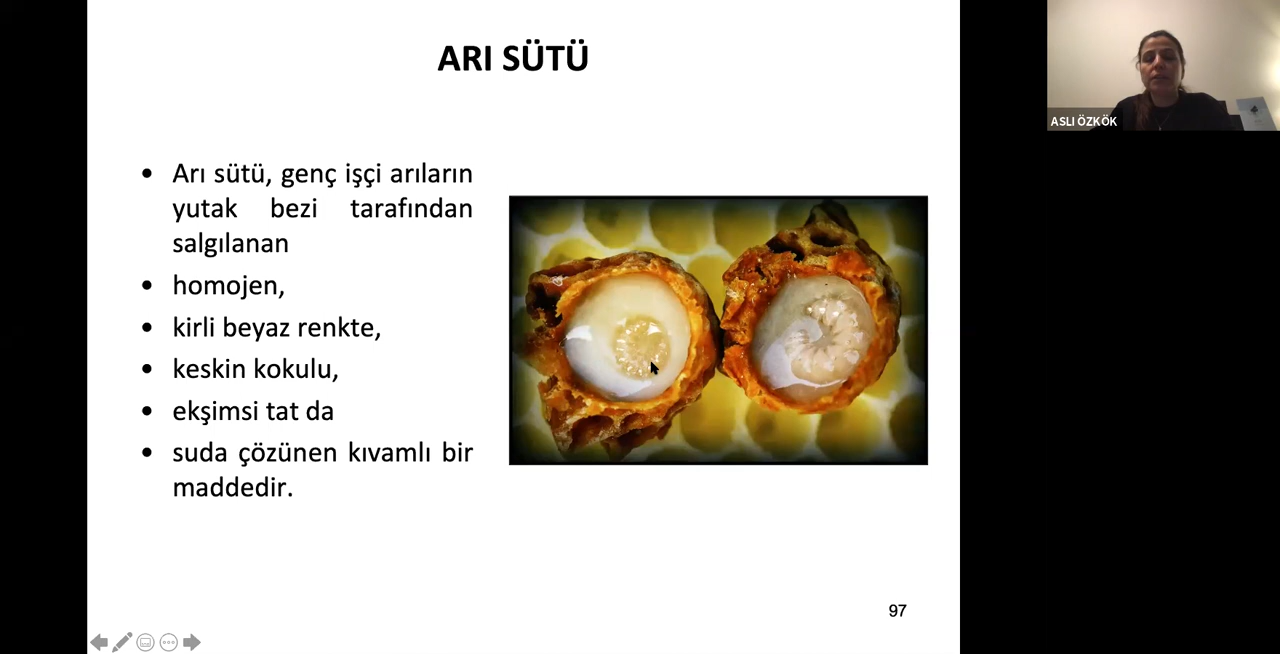 ARI SÜTÜ
• Arı sütü, genç işçi arıların
yutak bezi tarafından
salgılanan
• homojen,
• kirli beyaz renkte,
• keskin kokulu,
• ekşimsi tat da
• suda çözünen kıvamlı bir
maddedir.
97
ASLI ÖZKÖK